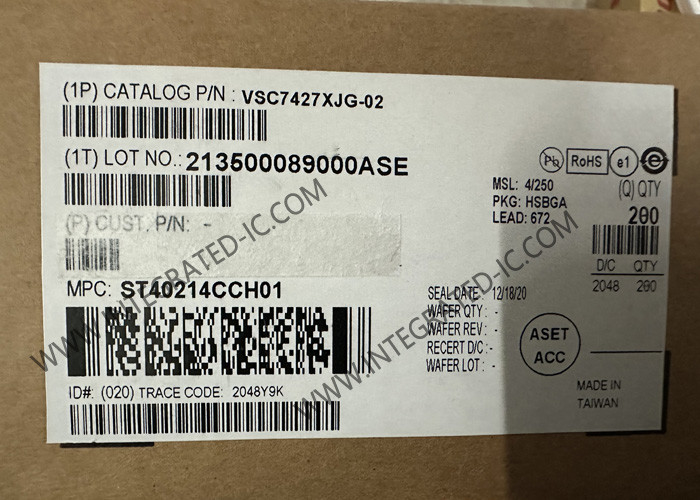 (1P) CATALOG P/N : VSC7427XJG-02
(1T) LOT NO.: 213500089000ASE
Pb RoHS e1 e
MSL: 4/250
PKG: HSBGA
LEAD: 672
(Q) QTY
200
(P) CUST. P/N: -
D/C QTY
2048 200
MPC: ST40214CCH01
SEAL DATE : 12/18/20
WAFER QTY : -
WAFER REV : -
RECERT D/C : -
WAFER LOT : -
ASET
ACC
ID#: (020) TRACE CODE: 2048Y9K
MADE IN
TAIWAN
WWW.INTEGRATED-IC.COM
WWW.INTEGRATED-IC.COM